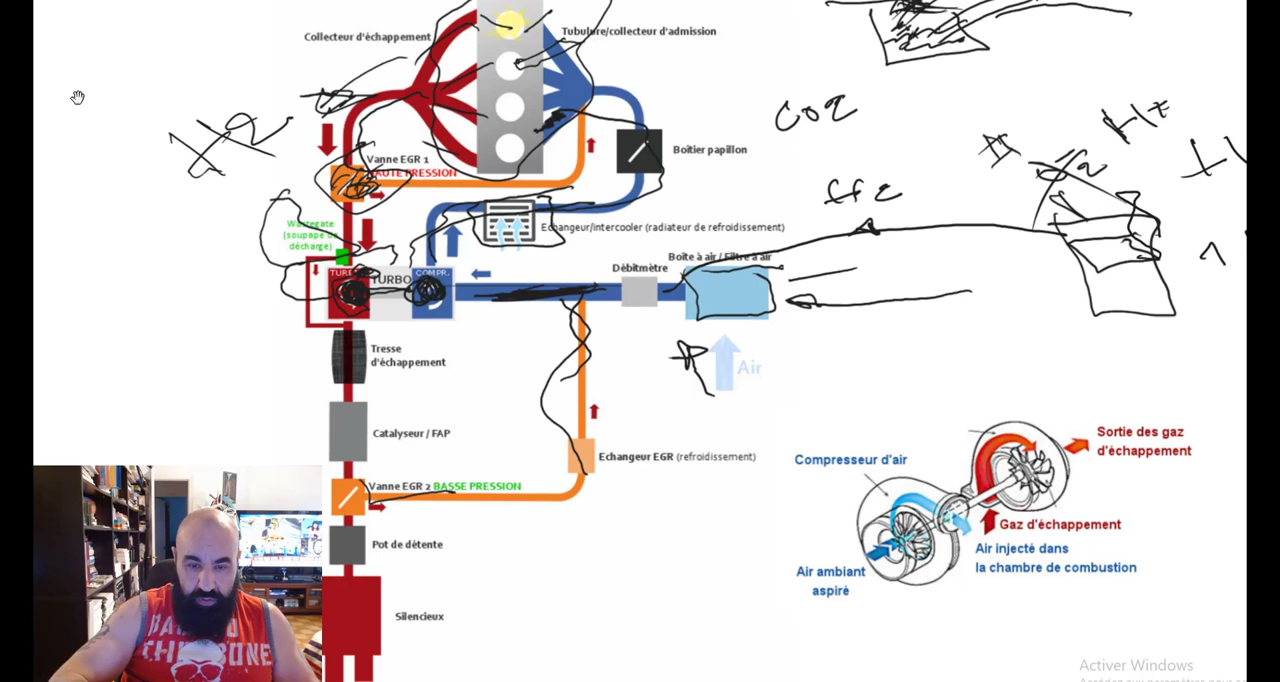 Collecteur d'échappement
Tubulure/collecteur d'admission
CO2
Boîtier papillon
Vanne EGR 1
HAUTE PRESSION
Wastegate
(soupape de
décharge)
Echangeur/intercooler (radiateur de refroidissement)
Boite à air / Filtre à air
Débitmètre
TURBO
COMPR.
Air
Tresse
d'échappement
Catalyseur / FAP
Echangeur EGR (refroidissement)
Vanne EGR 2 BASSE PRESSION
Pot de détente
Silencieux
Sortie des gaz
d'échappement
Compresseur d'air
Gaz d'échappement
Air injecté dans
la chambre de combustion
Air ambiant
aspiré
Activer Windows